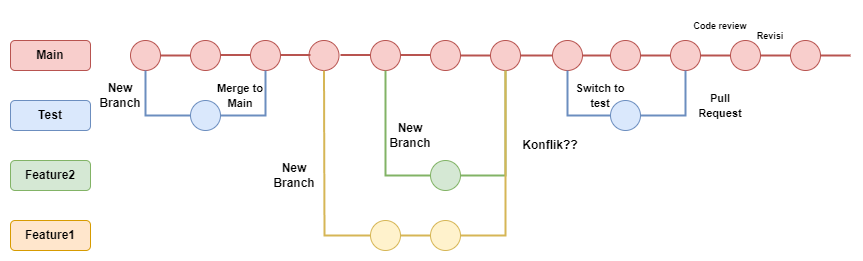 Code review
Revisi
Main
New
Branch
Merge to
Main
Switch to
test
Test
Pull
Request
New
Branch
Konflik??
Feature2
New
Branch
Feature1